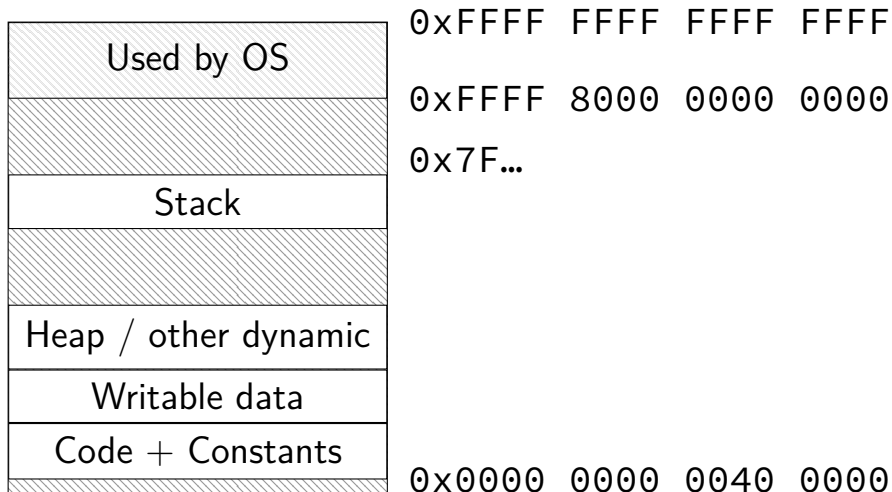 0xFFFF FFFF FFFF FFFF
Used by OS
0xFFFF 8000 0000 0000
0x7F…
Stack
Heap / other dynamic
Writable data
Code + Constants
0x0000 0000 0040 0000